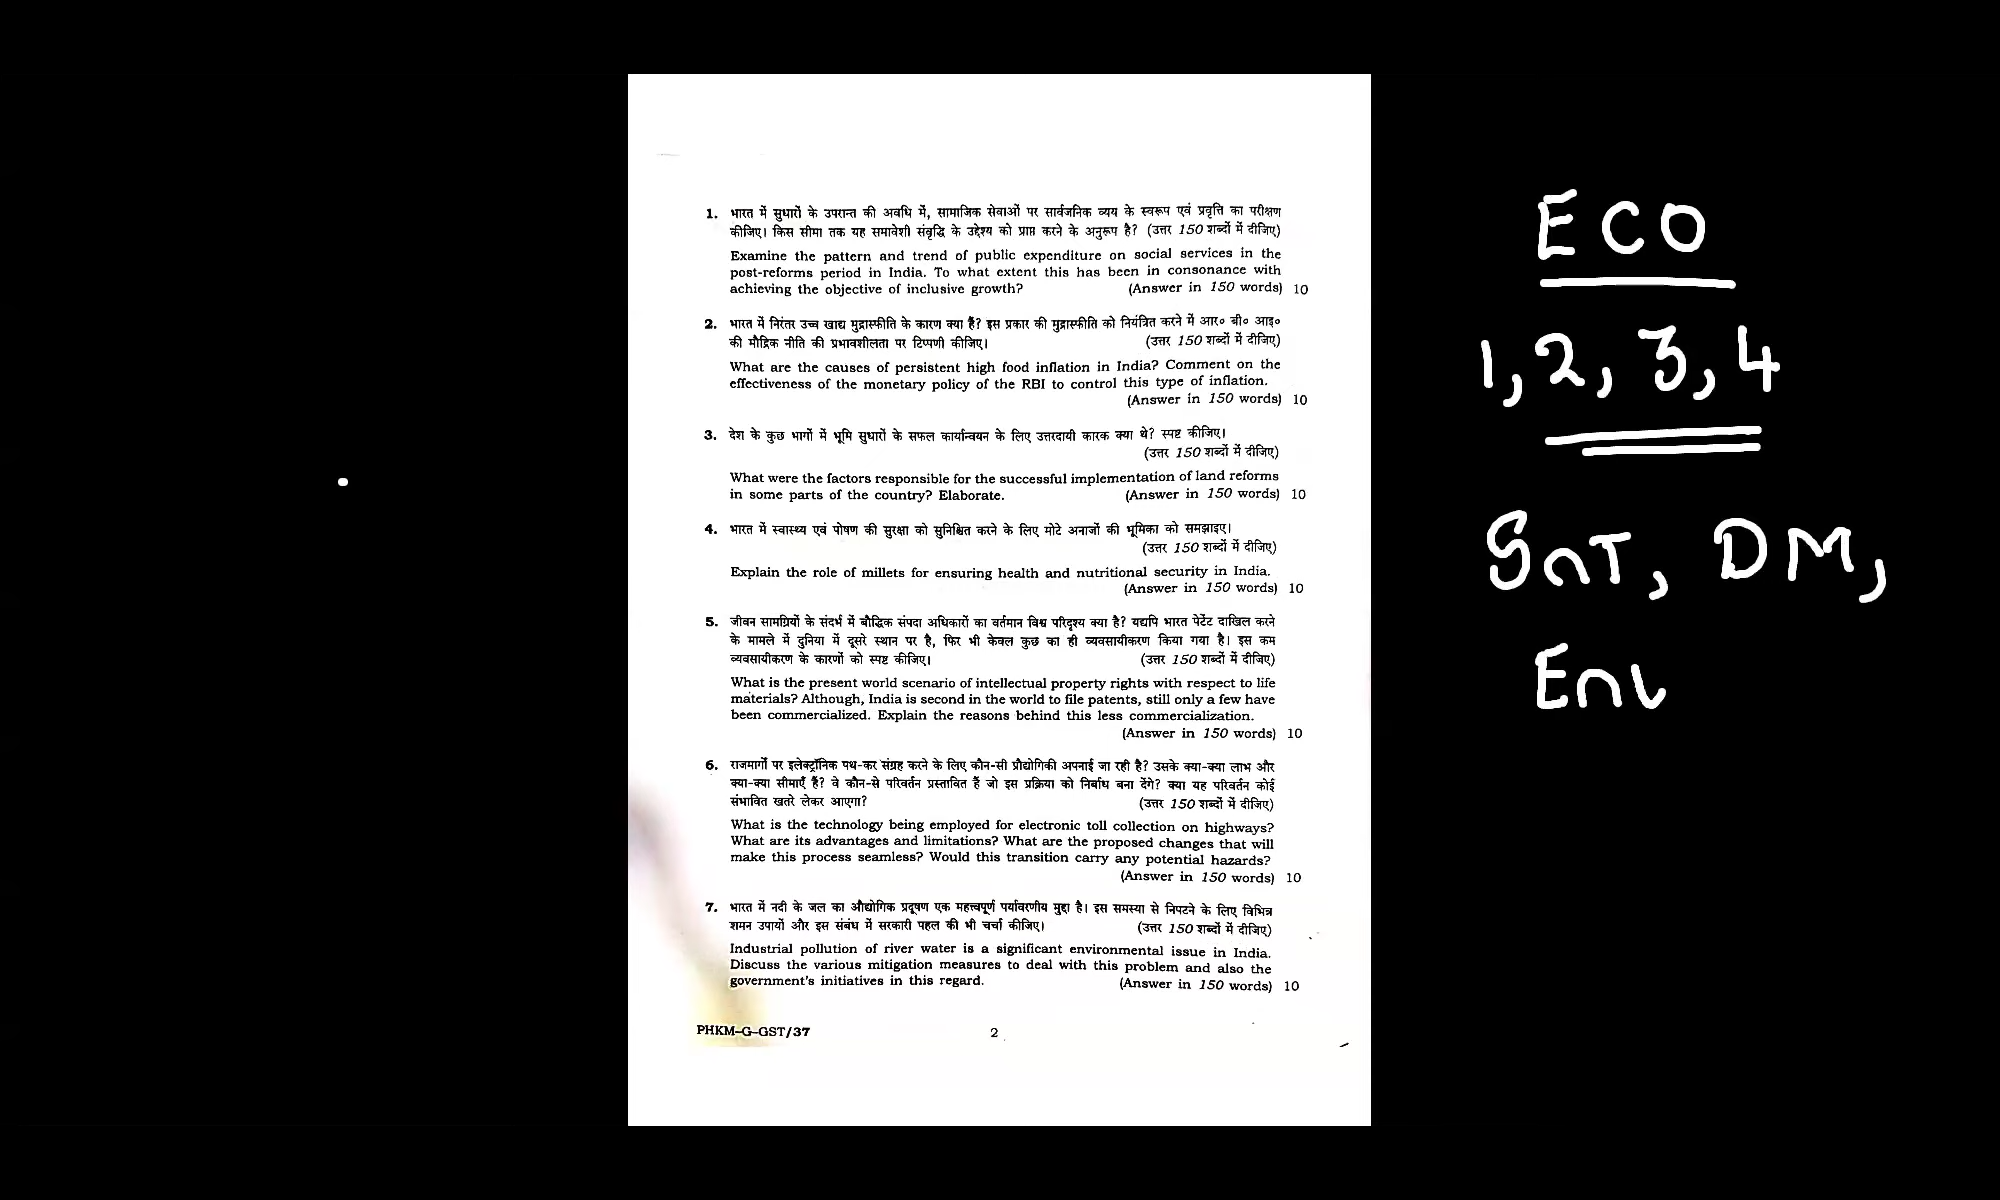 1. भारत में सुधारों के उपरान्त की अवधि में, सामाजिक सेवाओं पर सार्वजनिक व्यय के स्वरूप एवं प्रवृत्ति का परीक्षण
कीजिए। किस सीमा तक यह समावेशी संवृद्धि के उद्देश्य को प्राप्त करने के अनुरूप है? (उत्तर 150 शब्दों में दीजिए)
Examine the pattern and trend of public expenditure on social services in the
post-reforms period in India. To what extent this has been in consonance with
achieving the objective of inclusive growth? (Answer in 150 words) 10
2. भारत में निरंतर उच्च खाद्य मुद्रास्फीति के कारण क्या हैं? इस प्रकार की मुद्रास्फीति को नियंत्रित करने में आर० बी० आइ०
की मौद्रिक नीति की प्रभावशीलता पर टिप्पणी कीजिए। (उत्तर 150 शब्दों में दीजिए)
What are the causes of persistent high food inflation in India? Comment on the
effectiveness of the monetary policy of the RBI to control this type of inflation.
(Answer in 150 words) 10
3. देश के कुछ भागों में भूमि सुधारों के सफल कार्यान्वयन के लिए उत्तरदायी कारक क्या थे? स्पष्ट कीजिए।
(उत्तर 150 शब्दों में दीजिए)
What were the factors responsible for the successful implementation of land reforms
in some parts of the country? Elaborate. (Answer in 150 words) 10
4. भारत में स्वास्थ्य एवं पोषण की सुरक्षा को सुनिश्चित करने के लिए मोटे अनाजों की भूमिका को समझाइए।
(उत्तर 150 शब्दों में दीजिए)
Explain the role of millets for ensuring health and nutritional security in India.
(Answer in 150 words) 10
5. जीवन सामग्रियों के संदर्भ में बौद्धिक संपदा अधिकारों का वर्तमान विश्व परिदृश्य क्या है? यद्यपि भारत पेटेंट दाखिल करने
के मामले में दुनिया में दूसरे स्थान पर है, फिर भी केवल कुछ का ही व्यवसायीकरण किया गया है। इस कम
व्यवसायीकरण के कारणों को स्पष्ट कीजिए। (उत्तर 150 शब्दों में दीजिए)
What is the present world scenario of intellectual property rights with respect to life
materials? Although, India is second in the world to file patents, still only a few have
been commercialized. Explain the reasons behind this less commercialization.
(Answer in 150 words) 10
6. राजमार्गों पर इलेक्ट्रॉनिक पथ-कर संग्रह करने के लिए कौन-सी प्रौद्योगिकी अपनाई जा रही है? उसके क्या-क्या लाभ और
क्या-क्या सीमाएँ हैं? वे कौन-से परिवर्तन प्रस्तावित हैं जो इस प्रक्रिया को निर्बाध बना देंगे? क्या यह परिवर्तन कोई
संभावित खतरे लेकर आएगा? (उत्तर 150 शब्दों में दीजिए)
What is the technology being employed for electronic toll collection on highways?
What are its advantages and limitations? What are the proposed changes that will
make this process seamless? Would this transition carry any potential hazards?
(Answer in 150 words) 10
7. भारत में नदी के जल का औद्योगिक प्रदूषण एक महत्त्वपूर्ण पर्यावरणीय मुद्दा है। इस समस्या से निपटने के लिए विभिन्न
शमन उपायों और इस संबंध में सरकारी पहल की भी चर्चा कीजिए। (उत्तर 150 शब्दों में दीजिए)
Industrial pollution of river water is a significant environmental issue in India.
Discuss the various mitigation measures to deal with this problem and also the
government's initiatives in this regard. (Answer in 150 words) 10
PHKM-G-GST/37 2
ECO
1, 2, 3, 4
SnT, DM,
Env